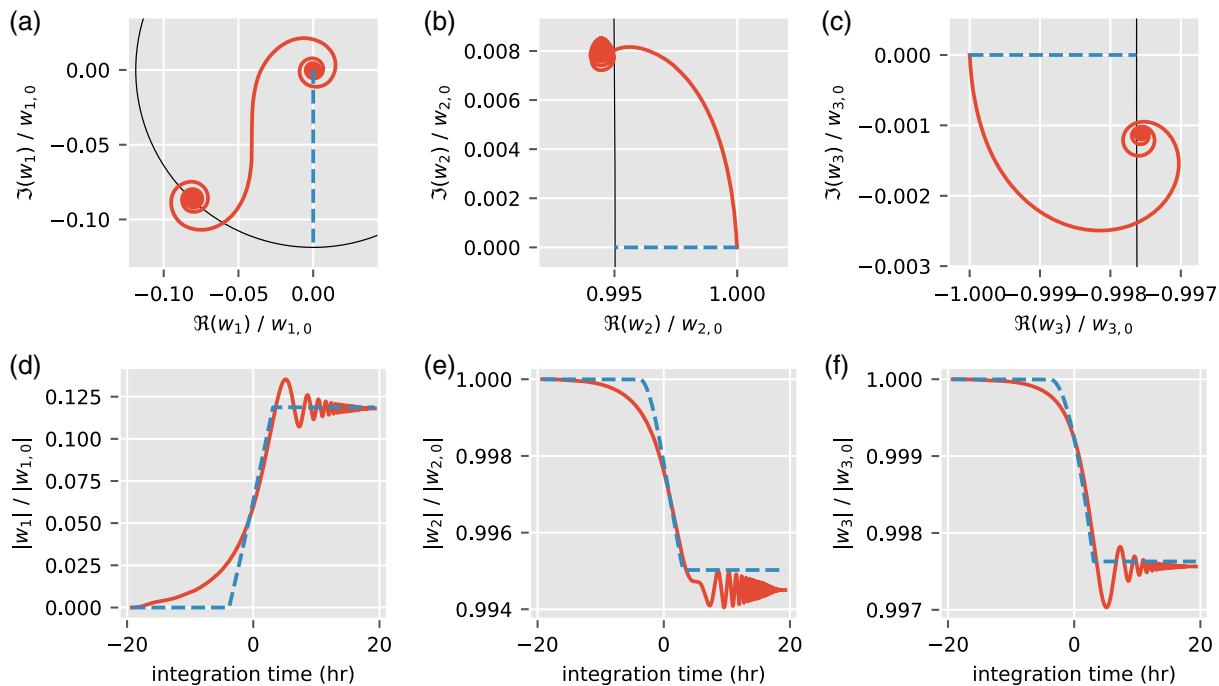 (a)
0.00
−0.05
−0.10
ℑ(w₁) / w₁,₀
−0.10 −0.05 0.00
ℜ(w₁) / w₁,₀
(b)
0.008
0.006
0.004
0.002
0.000
ℑ(w₂) / w₂,₀
0.995 1.000
ℜ(w₂) / w₂,₀
(c)
0.000
−0.001
−0.002
−0.003
ℑ(w₃) / w₃,₀
−1.000 −0.999 −0.998 −0.997
ℜ(w₃) / w₃,₀
(d)
0.125
0.100
0.075
0.050
0.025
0.000
|w₁| / |w₁,₀|
−20 0 20
integration time (hr)
(e)
1.000
0.998
0.996
0.994
|w₂| / |w₂,₀|
−20 0 20
integration time (hr)
(f)
1.000
0.999
0.998
0.997
|w₃| / |w₃,₀|
−20 0 20
integration time (hr)